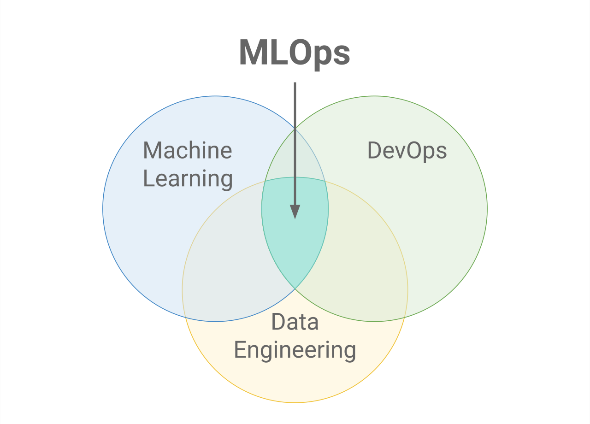 MLOps
Machine
Learning
DevOps
Data
Engineering